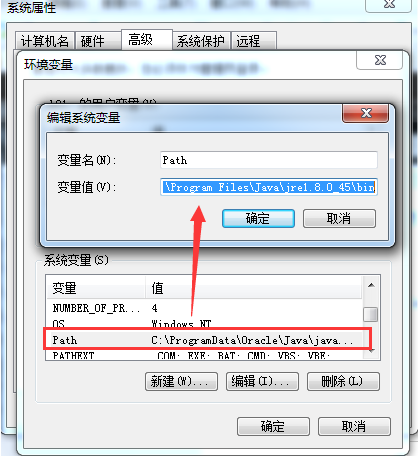 系统属性
计算机名 硬件 高级 系统保护 远程
环境变量
编辑系统变量
变量名(N): Path
变量值(V): \Program Files\Java\jre1.8.0_45\bin
确定 取消
系统变量(S)
变量 值
NUMBER_OF_PR... 4
OS Windows_NT
Path C:\ProgramData\Oracle\Java\java...
PATHEXT .COM;.EXE;.BAT;.CMD;.VBS;.VBE;
新建(W)... 编辑(I)... 删除(L)
确定 取消